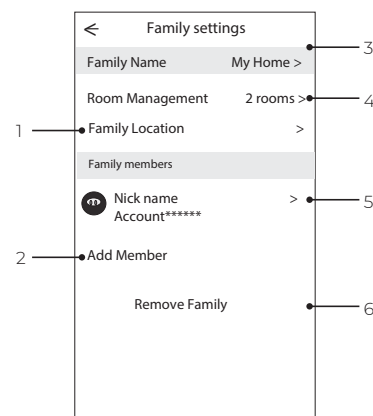 < Family settings
Family Name My Home >
3
Room Management 2 rooms >
4
1
Family Location >
Family members
Nick name >
Account******
5
2
Add Member
Remove Family
6